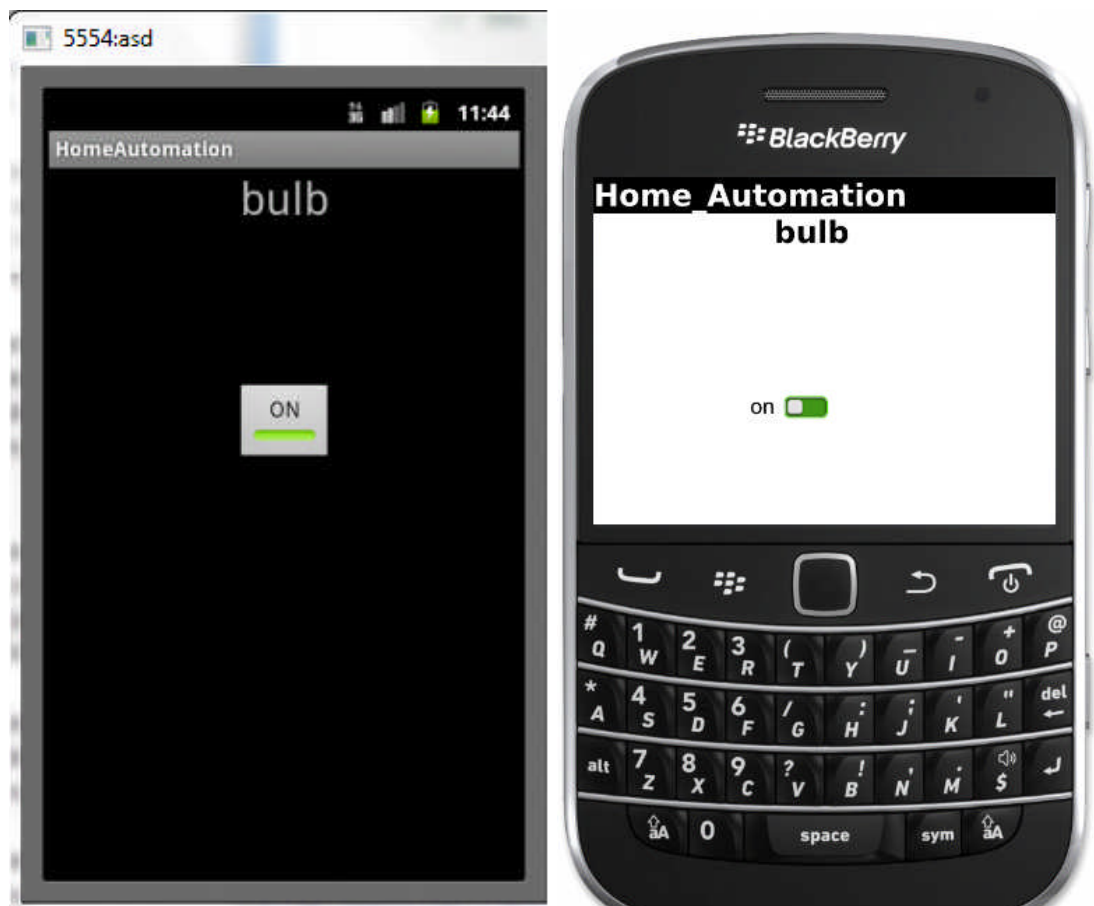 5554:asd
3G 11:44
HomeAutomation
bulb
ON
BlackBerry
Home_Automation
bulb
on
# 1 2 3 ( ) _ - + @
Q W E R T Y U I O P
* 4 5 6 / : ; ' " del
A S D F G H J K L
alt 7 8 9 ? ! , . $
Z X C V B N M
aA 0 space sym aA